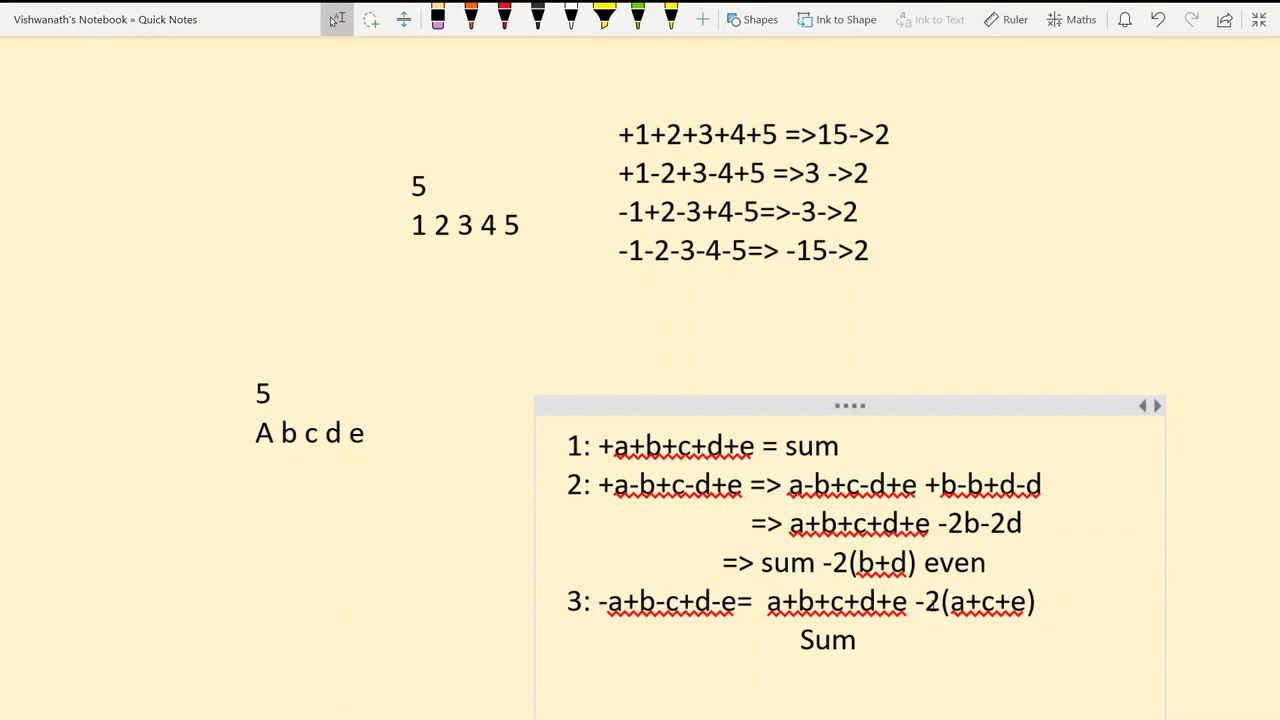 Vishwanath's Notebook » Quick Notes
Shapes
Ink to Shape
Ink to Text
Ruler
Maths
+1+2+3+4+5 =>15->2
+1-2+3-4+5 =>3 ->2
-1+2-3+4-5=>-3->2
-1-2-3-4-5=> -15->2
5
1 2 3 4 5
5
A b c d e
1: +a+b+c+d+e = sum
2: +a-b+c-d+e => a-b+c-d+e +b-b+d-d
=> a+b+c+d+e -2b-2d
=> sum -2(b+d) even
3: -a+b-c+d-e= a+b+c+d+e -2(a+c+e)
Sum